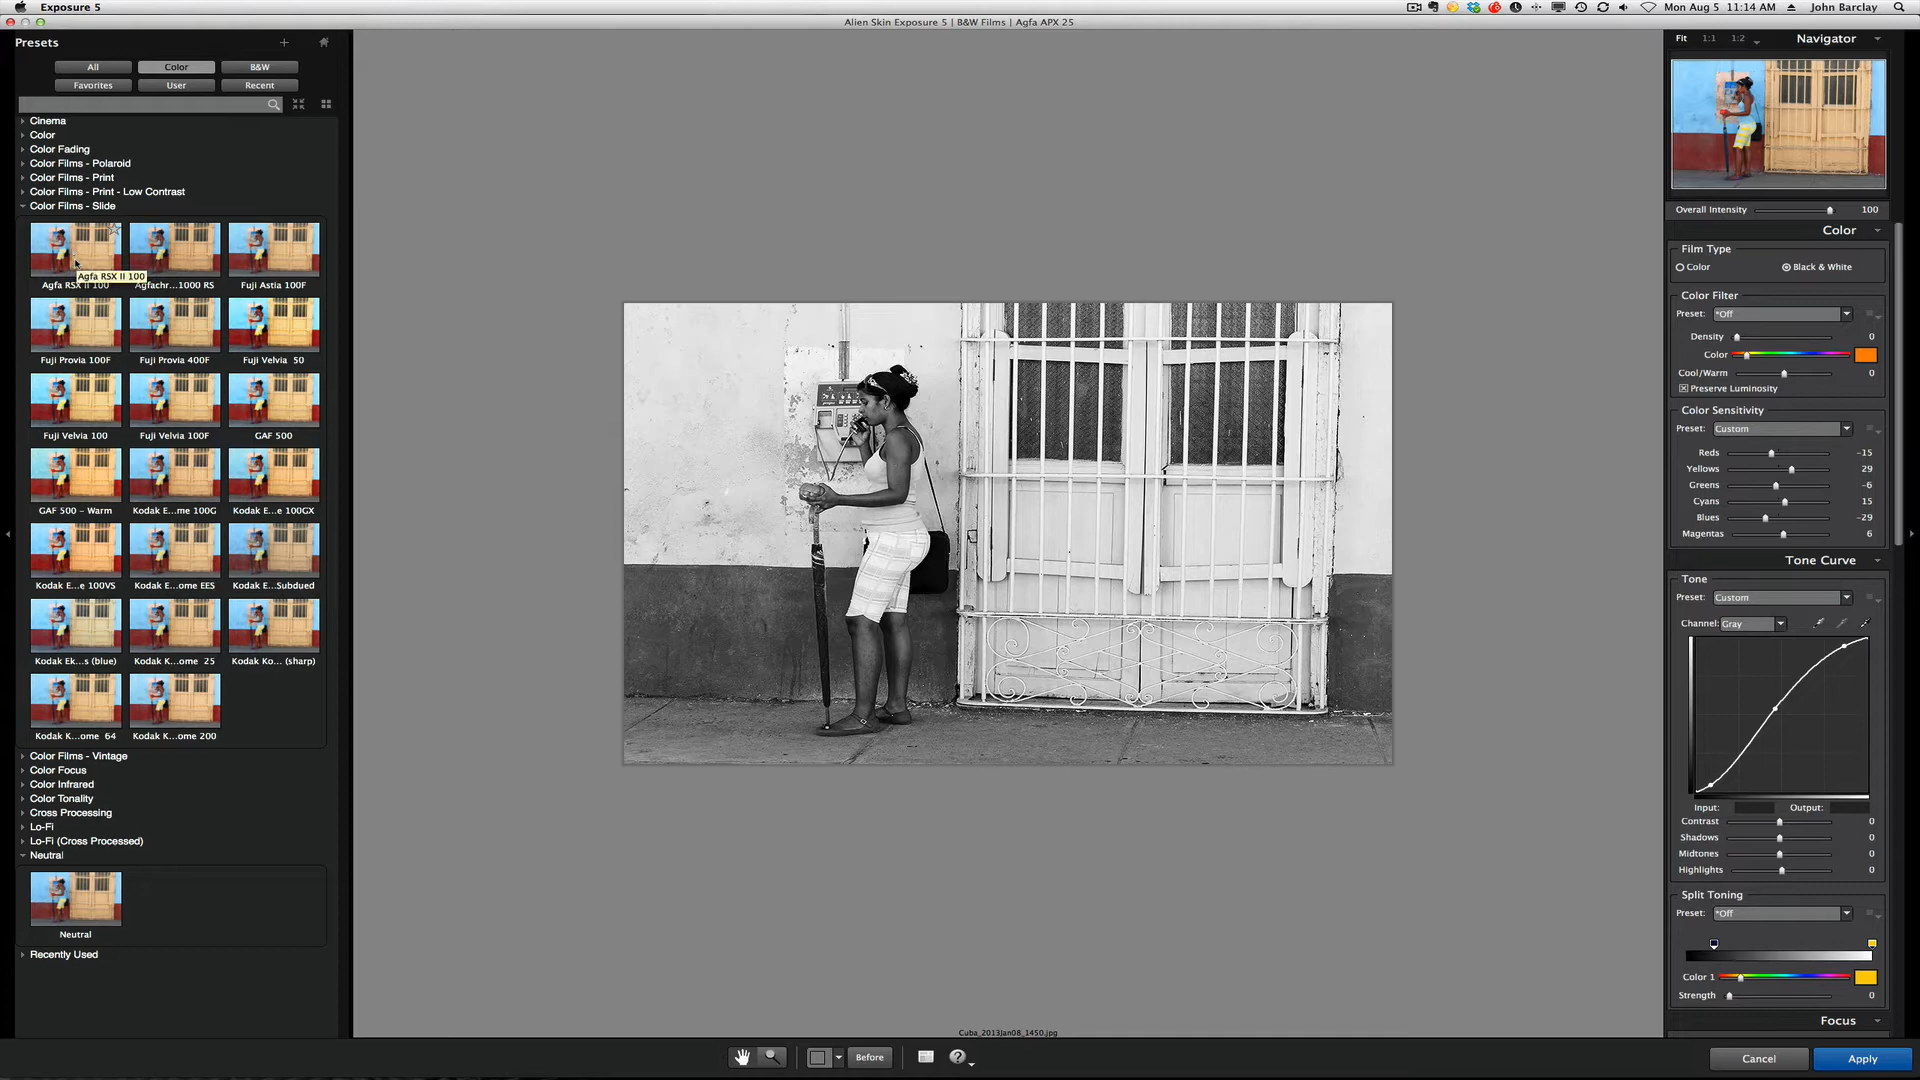 Exposure 5
Mon Aug 5 11:14 AM
John Barclay
Alien Skin Exposure 5 | B&W Films | Agfa APX 25
Presets
All
Color
B&W
Favorites
User
Recent
Cinema
Color
Color Fading
Color Films - Polaroid
Color Films - Print
Color Films - Print - Low Contrast
Color Films - Slide
Agfa RSX II 100
Agfa RSX II 100
Agfachr...1000 RS
Fuji Astia 100F
Fuji Provia 100F
Fuji Provia 400F
Fuji Velvia 50
Fuji Velvia 100
Fuji Velvia 100F
GAF 500
GAF 500 - Warm
Kodak E...me 100G
Kodak E...e 100GX
Kodak E...e 100VS
Kodak E...ome EES
Kodak E...Subdued
Kodak Ek...s (blue)
Kodak K...ome 25
Kodak Ko... (sharp)
Kodak K...ome 64
Kodak K...ome 200
Color Films - Vintage
Color Focus
Color Infrared
Color Tonality
Cross Processing
Lo-Fi
Lo-Fi (Cross Processed)
Neutral
Neutral
Recently Used
Cuba_2013Jan08_1450.jpg
Before
?
Fit
1:1
1:2
Navigator
Overall Intensity
100
Color
Film Type
Color
Black & White
Color Filter
Preset: *Off
Density 0
Color
Cool/Warm 0
Preserve Luminosity
Color Sensitivity
Preset: Custom
Reds -15
Yellows 29
Greens -6
Cyans 15
Blues -29
Magentas 6
Tone Curve
Tone
Preset: Custom
Channel: Gray
Input: Output:
Contrast 0
Shadows 0
Midtones 0
Highlights 0
Split Toning
Preset: *Off
Color 1
Strength 0
Focus
Cancel
Apply